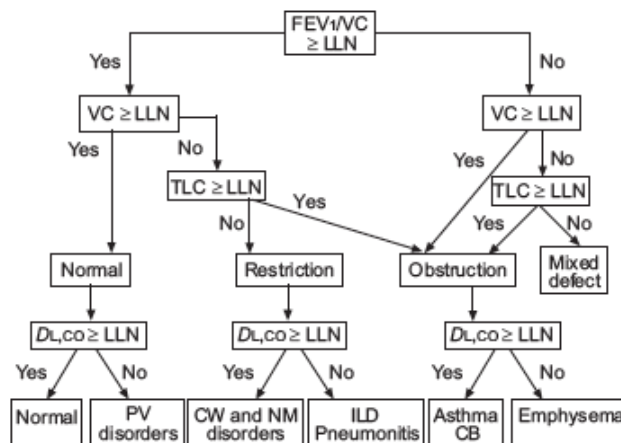 FEV1/VC
≥ LLN
Yes
No
VC ≥ LLN
VC ≥ LLN
Yes
No
Yes
No
TLC ≥ LLN
TLC ≥ LLN
Yes
No
Yes
No
Normal
Restriction
Obstruction
Mixed
defect
DL,CO ≥ LLN
DL,CO ≥ LLN
DL,CO ≥ LLN
Yes
No
Yes
No
Yes
No
Normal
PV
disorders
CW and NM
disorders
ILD
Pneumonitis
Asthma
CB
Emphysema